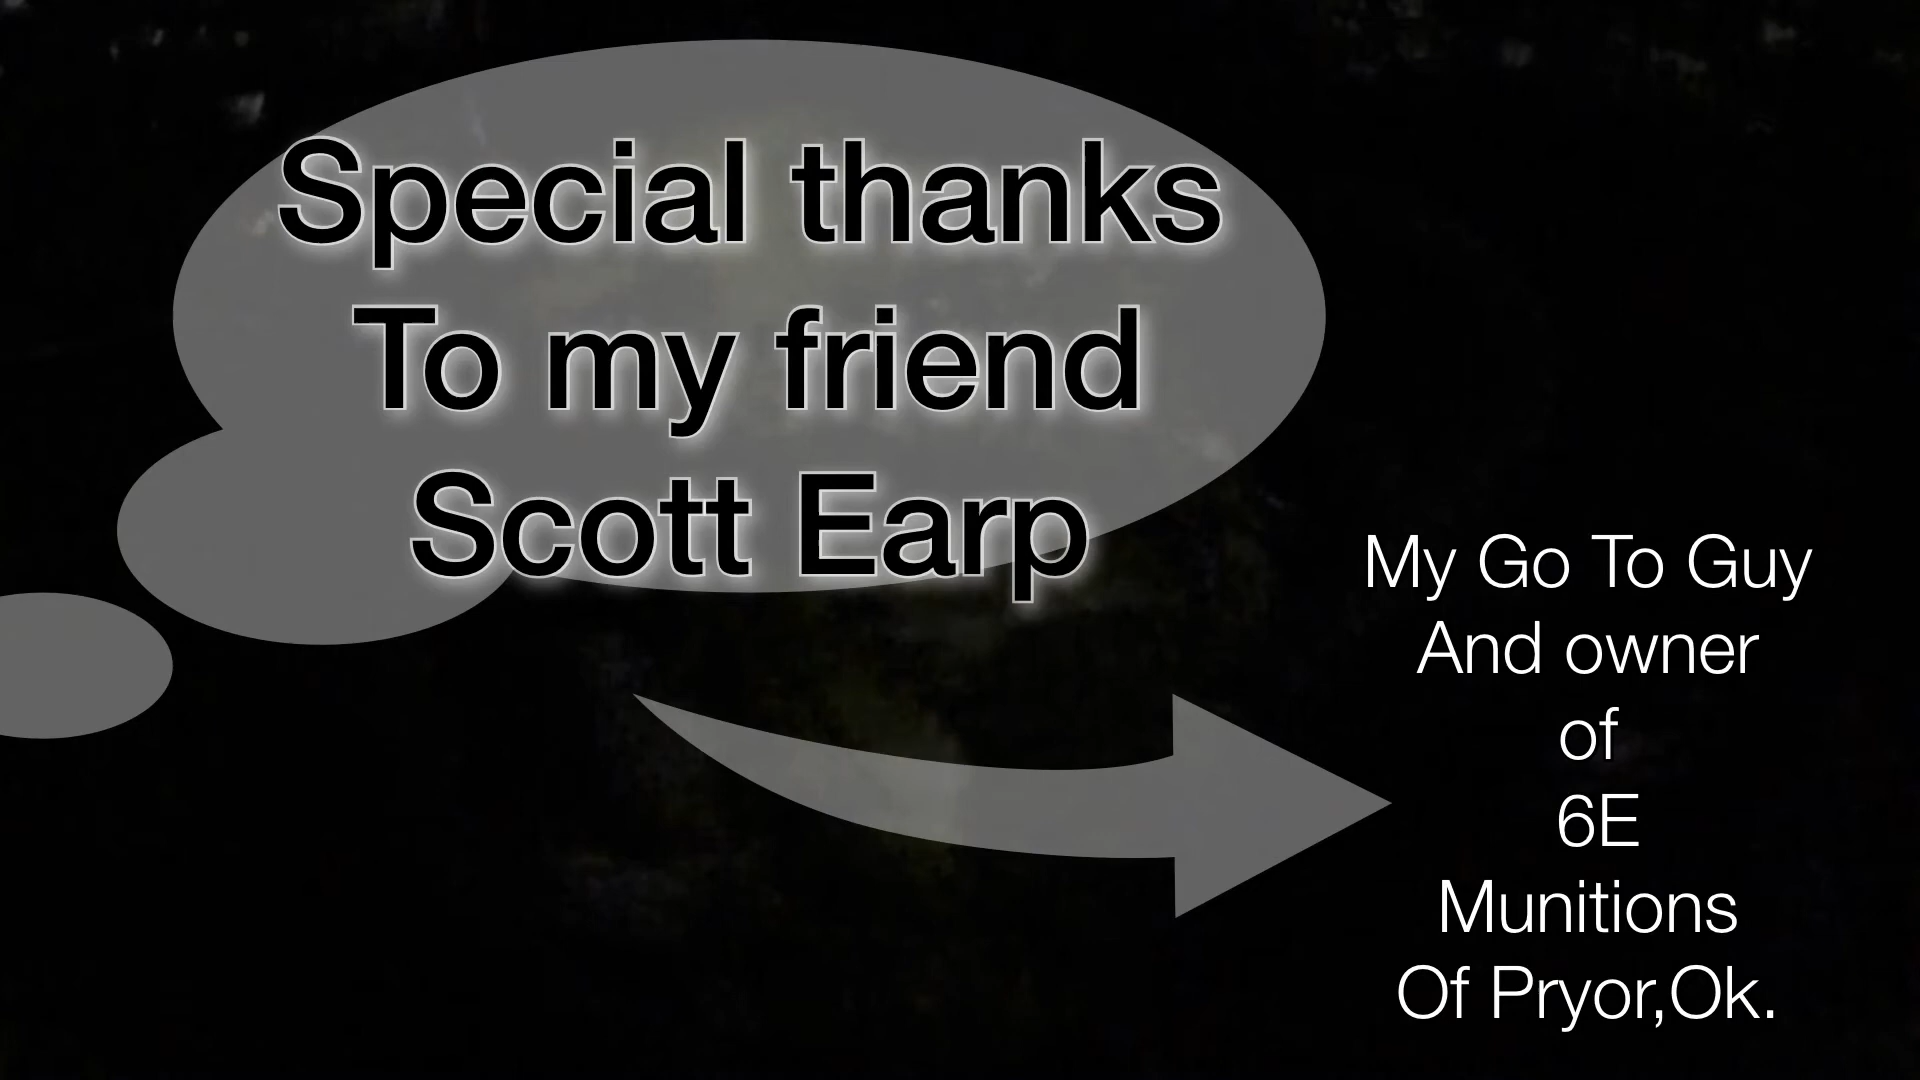 Special thanks
To my friend
Scott Earp
My Go To Guy
And owner
of
6E
Munitions
Of Pryor,Ok.